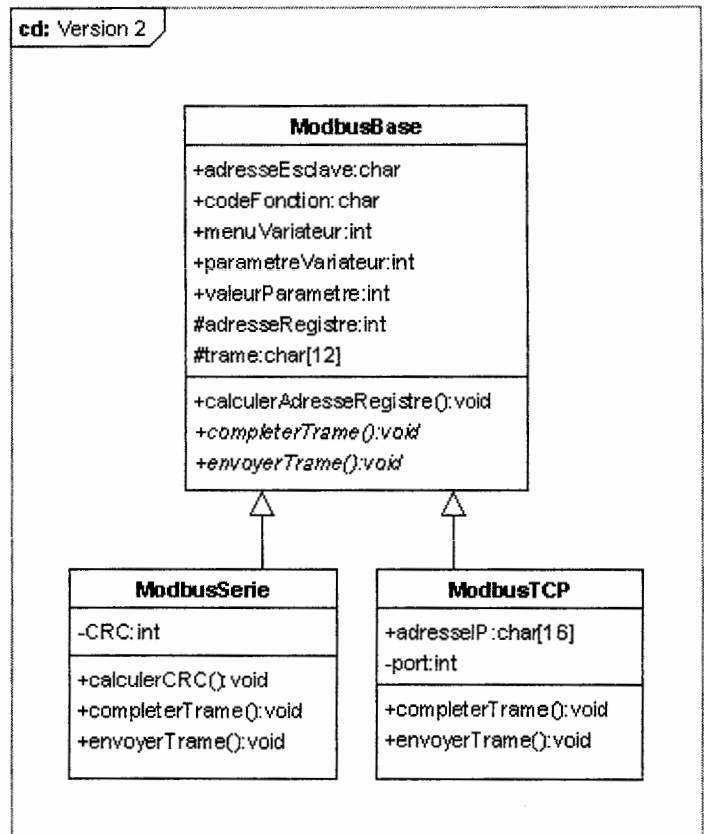 cd: Version 2
ModbusBase
+adresseEsclave:char
+codeFonction:char
+menuVariateur:int
+parametreVariateur:int
+valeurParametre:int
#adresseRegistre:int
#trame:char[12]
+calculerAdresseRegistre():void
+completerTrame():void
+envoyerTrame():void
ModbusSerie
-CRC:int
+calculerCRC():void
+completerTrame():void
+envoyerTrame():void
ModbusTCP
+adresseIP:char[16]
-port:int
+completerTrame():void
+envoyerTrame():void